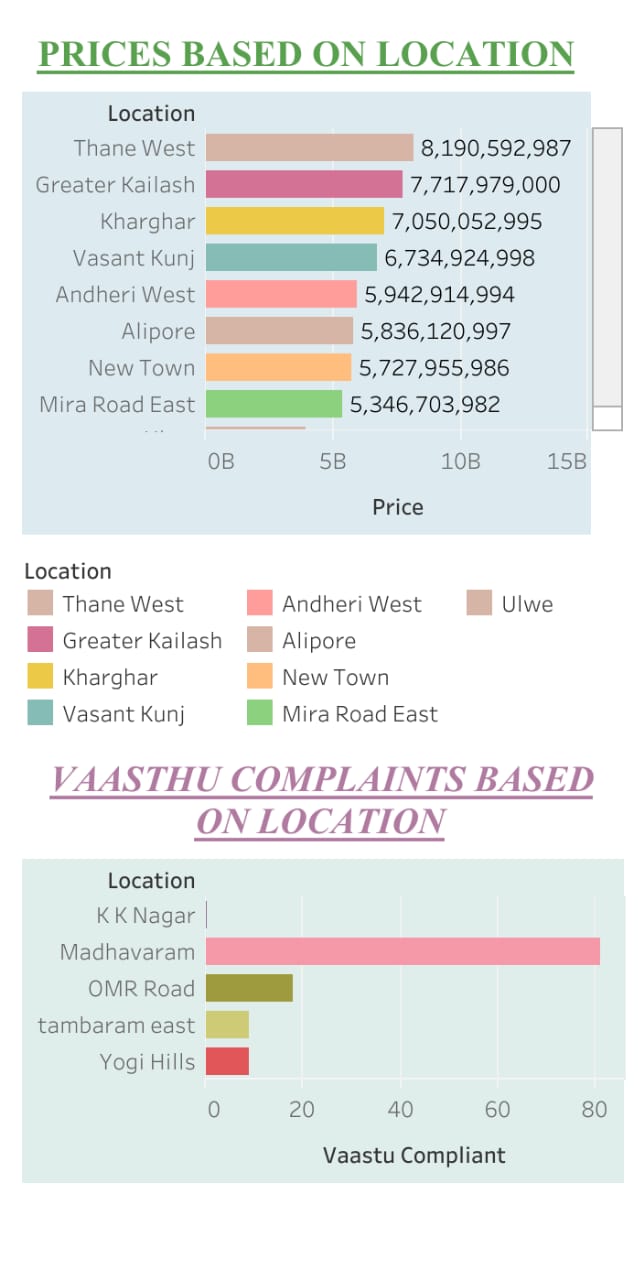 PRICES BASED ON LOCATION
Location
Thane West 8,190,592,987
Greater Kailash 7,717,979,000
Kharghar 7,050,052,995
Vasant Kunj 6,734,924,998
Andheri West 5,942,914,994
Alipore 5,836,120,997
New Town 5,727,955,986
Mira Road East 5,346,703,982
0B 5B 10B 15B
Price
Location
Thane West Andheri West Ulwe
Greater Kailash Alipore
Kharghar New Town
Vasant Kunj Mira Road East
VAASTHU COMPLAINTS BASED
ON LOCATION
Location
K K Nagar
Madhavaram
OMR Road
tambaram east
Yogi Hills
0 20 40 60 80
Vaastu Compliant